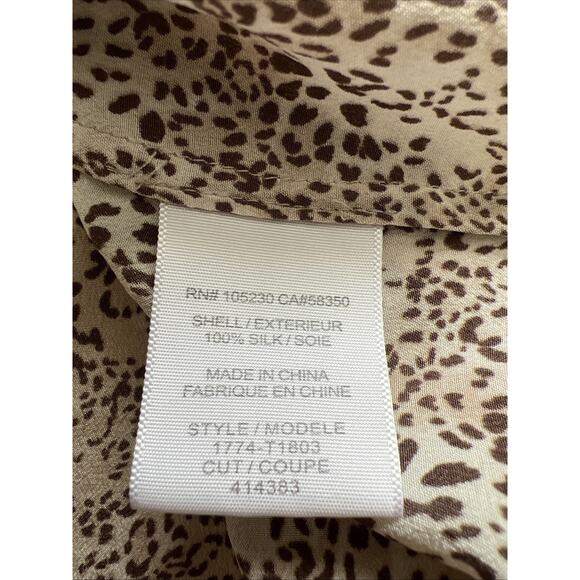 RN# 105230 CA#58350
SHELL / EXTERIEUR
100% SILK / SOIE
MADE IN CHINA
FABRIQUE EN CHINE
STYLE / MODELE
1774-T1803
CUT / COUPE
414383